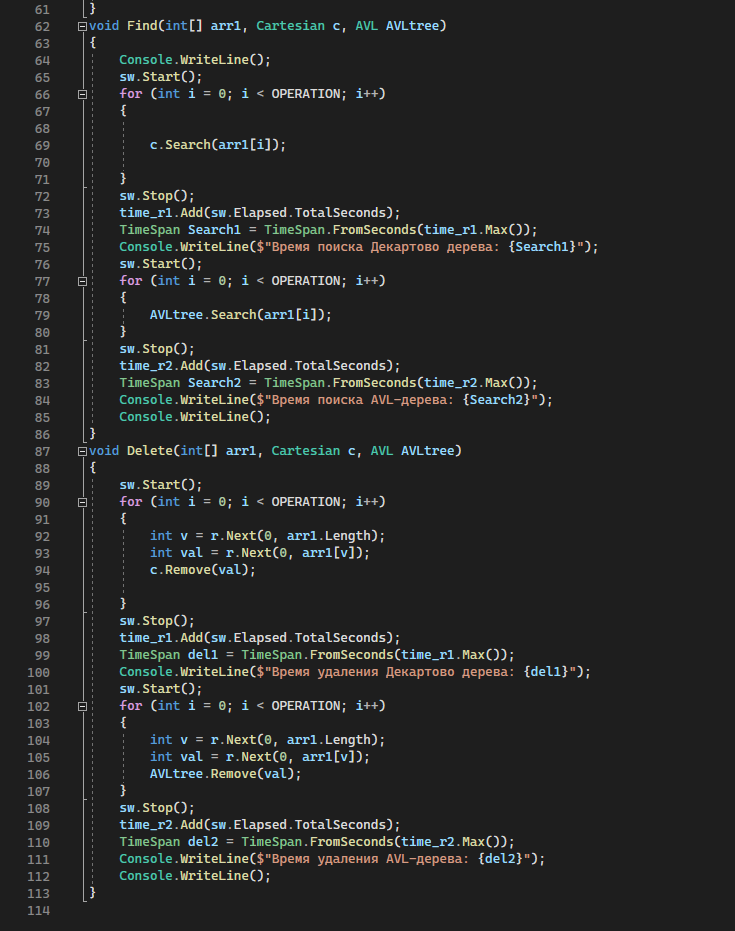 61 }
62 void Find(int[] arr1, Cartesian c, AVL AVLtree)
63 {
64 Console.WriteLine();
65 sw.Start();
66 for (int i = 0; i < OPERATION; i++)
67 {
68
69 c.Search(arr1[i]);
70
71 }
72 sw.Stop();
73 time_r1.Add(sw.Elapsed.TotalSeconds);
74 TimeSpan Search1 = TimeSpan.FromSeconds(time_r1.Max());
75 Console.WriteLine($"Время поиска Декартово дерева: {Search1}");
76 sw.Start();
77 for (int i = 0; i < OPERATION; i++)
78 {
79 AVLtree.Search(arr1[i]);
80 }
81 sw.Stop();
82 time_r2.Add(sw.Elapsed.TotalSeconds);
83 TimeSpan Search2 = TimeSpan.FromSeconds(time_r2.Max());
84 Console.WriteLine($"Время поиска AVL-дерева: {Search2}");
85 Console.WriteLine();
86 }
87 void Delete(int[] arr1, Cartesian c, AVL AVLtree)
88 {
89 sw.Start();
90 for (int i = 0; i < OPERATION; i++)
91 {
92 int v = r.Next(0, arr1.Length);
93 int val = r.Next(0, arr1[v]);
94 c.Remove(val);
95
96 }
97 sw.Stop();
98 time_r1.Add(sw.Elapsed.TotalSeconds);
99 TimeSpan del1 = TimeSpan.FromSeconds(time_r1.Max());
100 Console.WriteLine($"Время удаления Декартово дерева: {del1}");
101 sw.Start();
102 for (int i = 0; i < OPERATION; i++)
103 {
104 int v = r.Next(0, arr1.Length);
105 int val = r.Next(0, arr1[v]);
106 AVLtree.Remove(val);
107 }
108 sw.Stop();
109 time_r2.Add(sw.Elapsed.TotalSeconds);
110 TimeSpan del2 = TimeSpan.FromSeconds(time_r2.Max());
111 Console.WriteLine($"Время удаления AVL-дерева: {del2}");
112 Console.WriteLine();
113 }
114